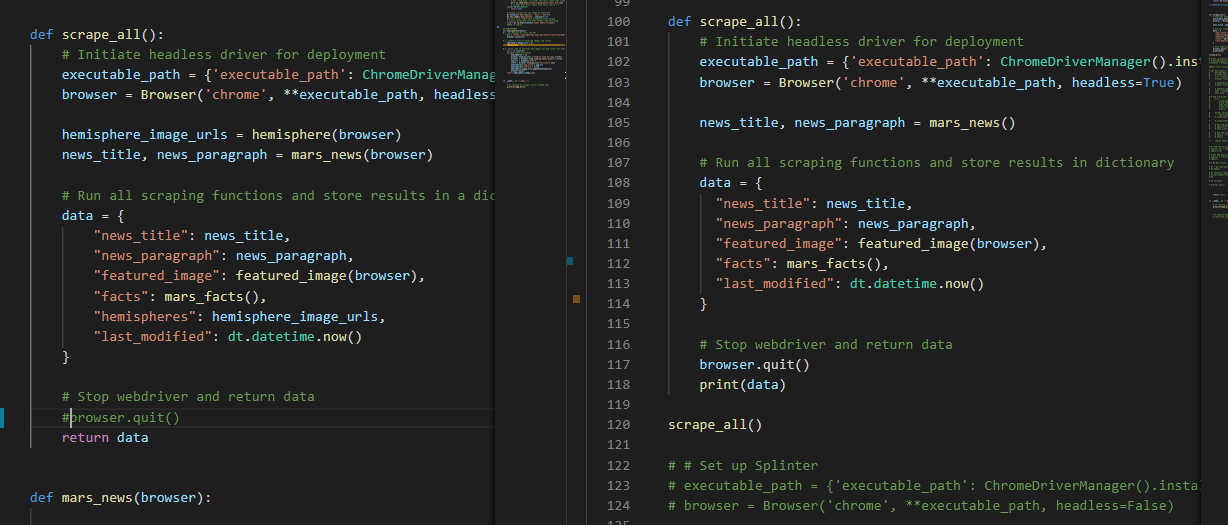 def scrape_all():
# Initiate headless driver for deployment
executable_path = {'executable_path': ChromeDriverManag
browser = Browser('chrome', **executable_path, headless
hemisphere_image_urls = hemisphere(browser)
news_title, news_paragraph = mars_news(browser)
# Run all scraping functions and store results in a dic
data = {
"news_title": news_title,
"news_paragraph": news_paragraph,
"featured_image": featured_image(browser),
"facts": mars_facts(),
"hemispheres": hemisphere_image_urls,
"last_modified": dt.datetime.now()
}
# Stop webdriver and return data
#browser.quit()
return data
def mars_news(browser):
99
100 def scrape_all():
101 # Initiate headless driver for deployment
102 executable_path = {'executable_path': ChromeDriverManager().inst
103 browser = Browser('chrome', **executable_path, headless=True)
104
105 news_title, news_paragraph = mars_news()
106
107 # Run all scraping functions and store results in dictionary
108 data = {
109 "news_title": news_title,
110 "news_paragraph": news_paragraph,
111 "featured_image": featured_image(browser),
112 "facts": mars_facts(),
113 "last_modified": dt.datetime.now()
114 }
115
116 # Stop webdriver and return data
117 browser.quit()
118 print(data)
119
120 scrape_all()
121
122 # # Set up Splinter
123 # executable_path = {'executable_path': ChromeDriverManager().instal
124 # browser = Browser('chrome', **executable_path, headless=False)